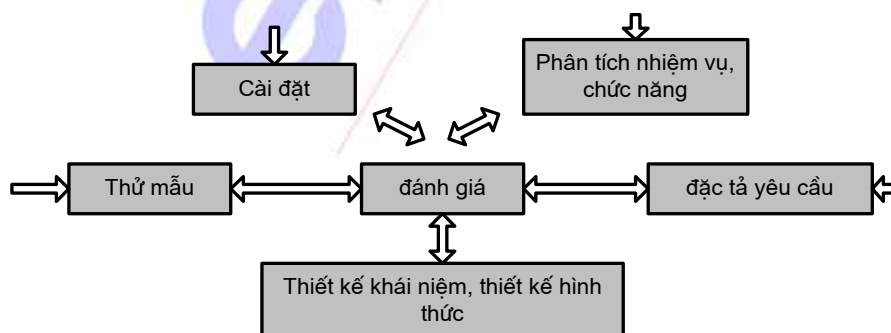 Cài đặt
Phân tích nhiệm vụ,
chức năng
Thử mẫu
đánh giá
đặc tả yêu cầu
Thiết kế khái niệm, thiết kế hình
thức